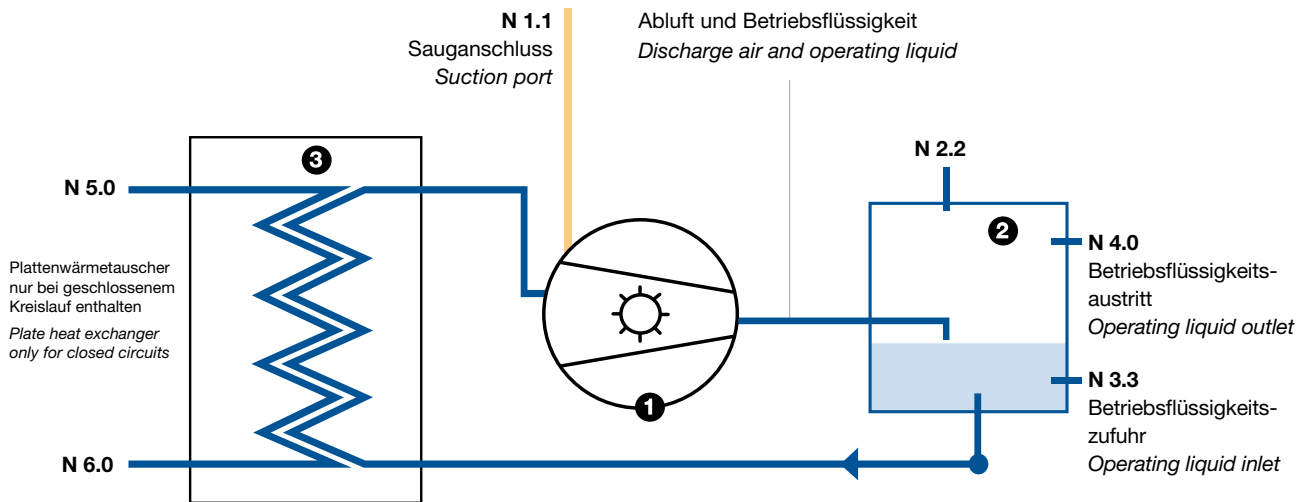 N 1.1
Sauganschluss
Suction port
Abluft und Betriebsflüssigkeit
Discharge air and operating liquid
3
N 5.0
Plattenwärmetauscher
nur bei geschlossenem
Kreislauf enthalten
Plate heat exchanger
only for closed circuits
N 6.0
1
N 2.2
2
N 4.0
Betriebsflüssigkeits-
austritt
Operating liquid outlet
N 3.3
Betriebsflüssigkeits-
zufuhr
Operating liquid inlet